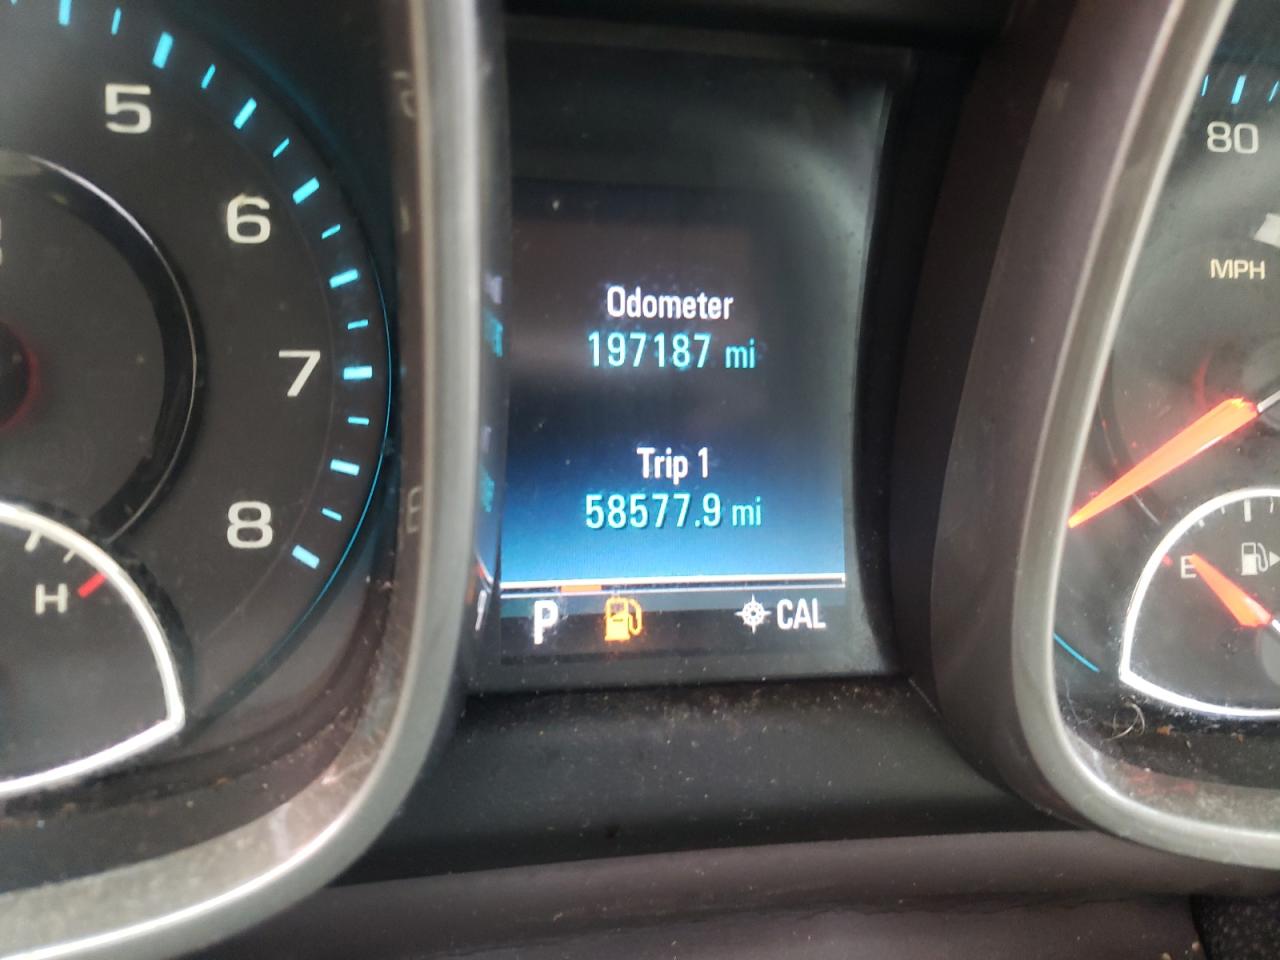 5
6
7
8
H
Odometer
197187 mi
Trip 1
58577.9 mi
P
CAL
80
MPH
E